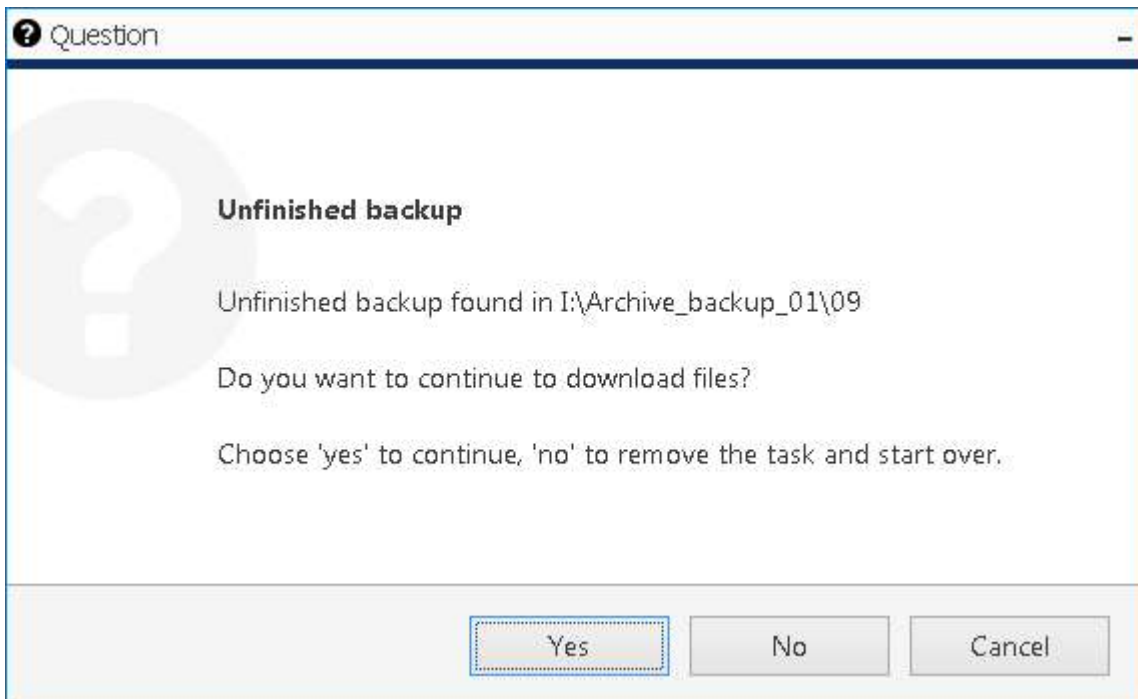 Question
Unfinished backup
Unfinished backup found in I:\Archive_backup_01\09
Do you want to continue to download files?
Choose 'yes' to continue, 'no' to remove the task and start over.
Yes No Cancel